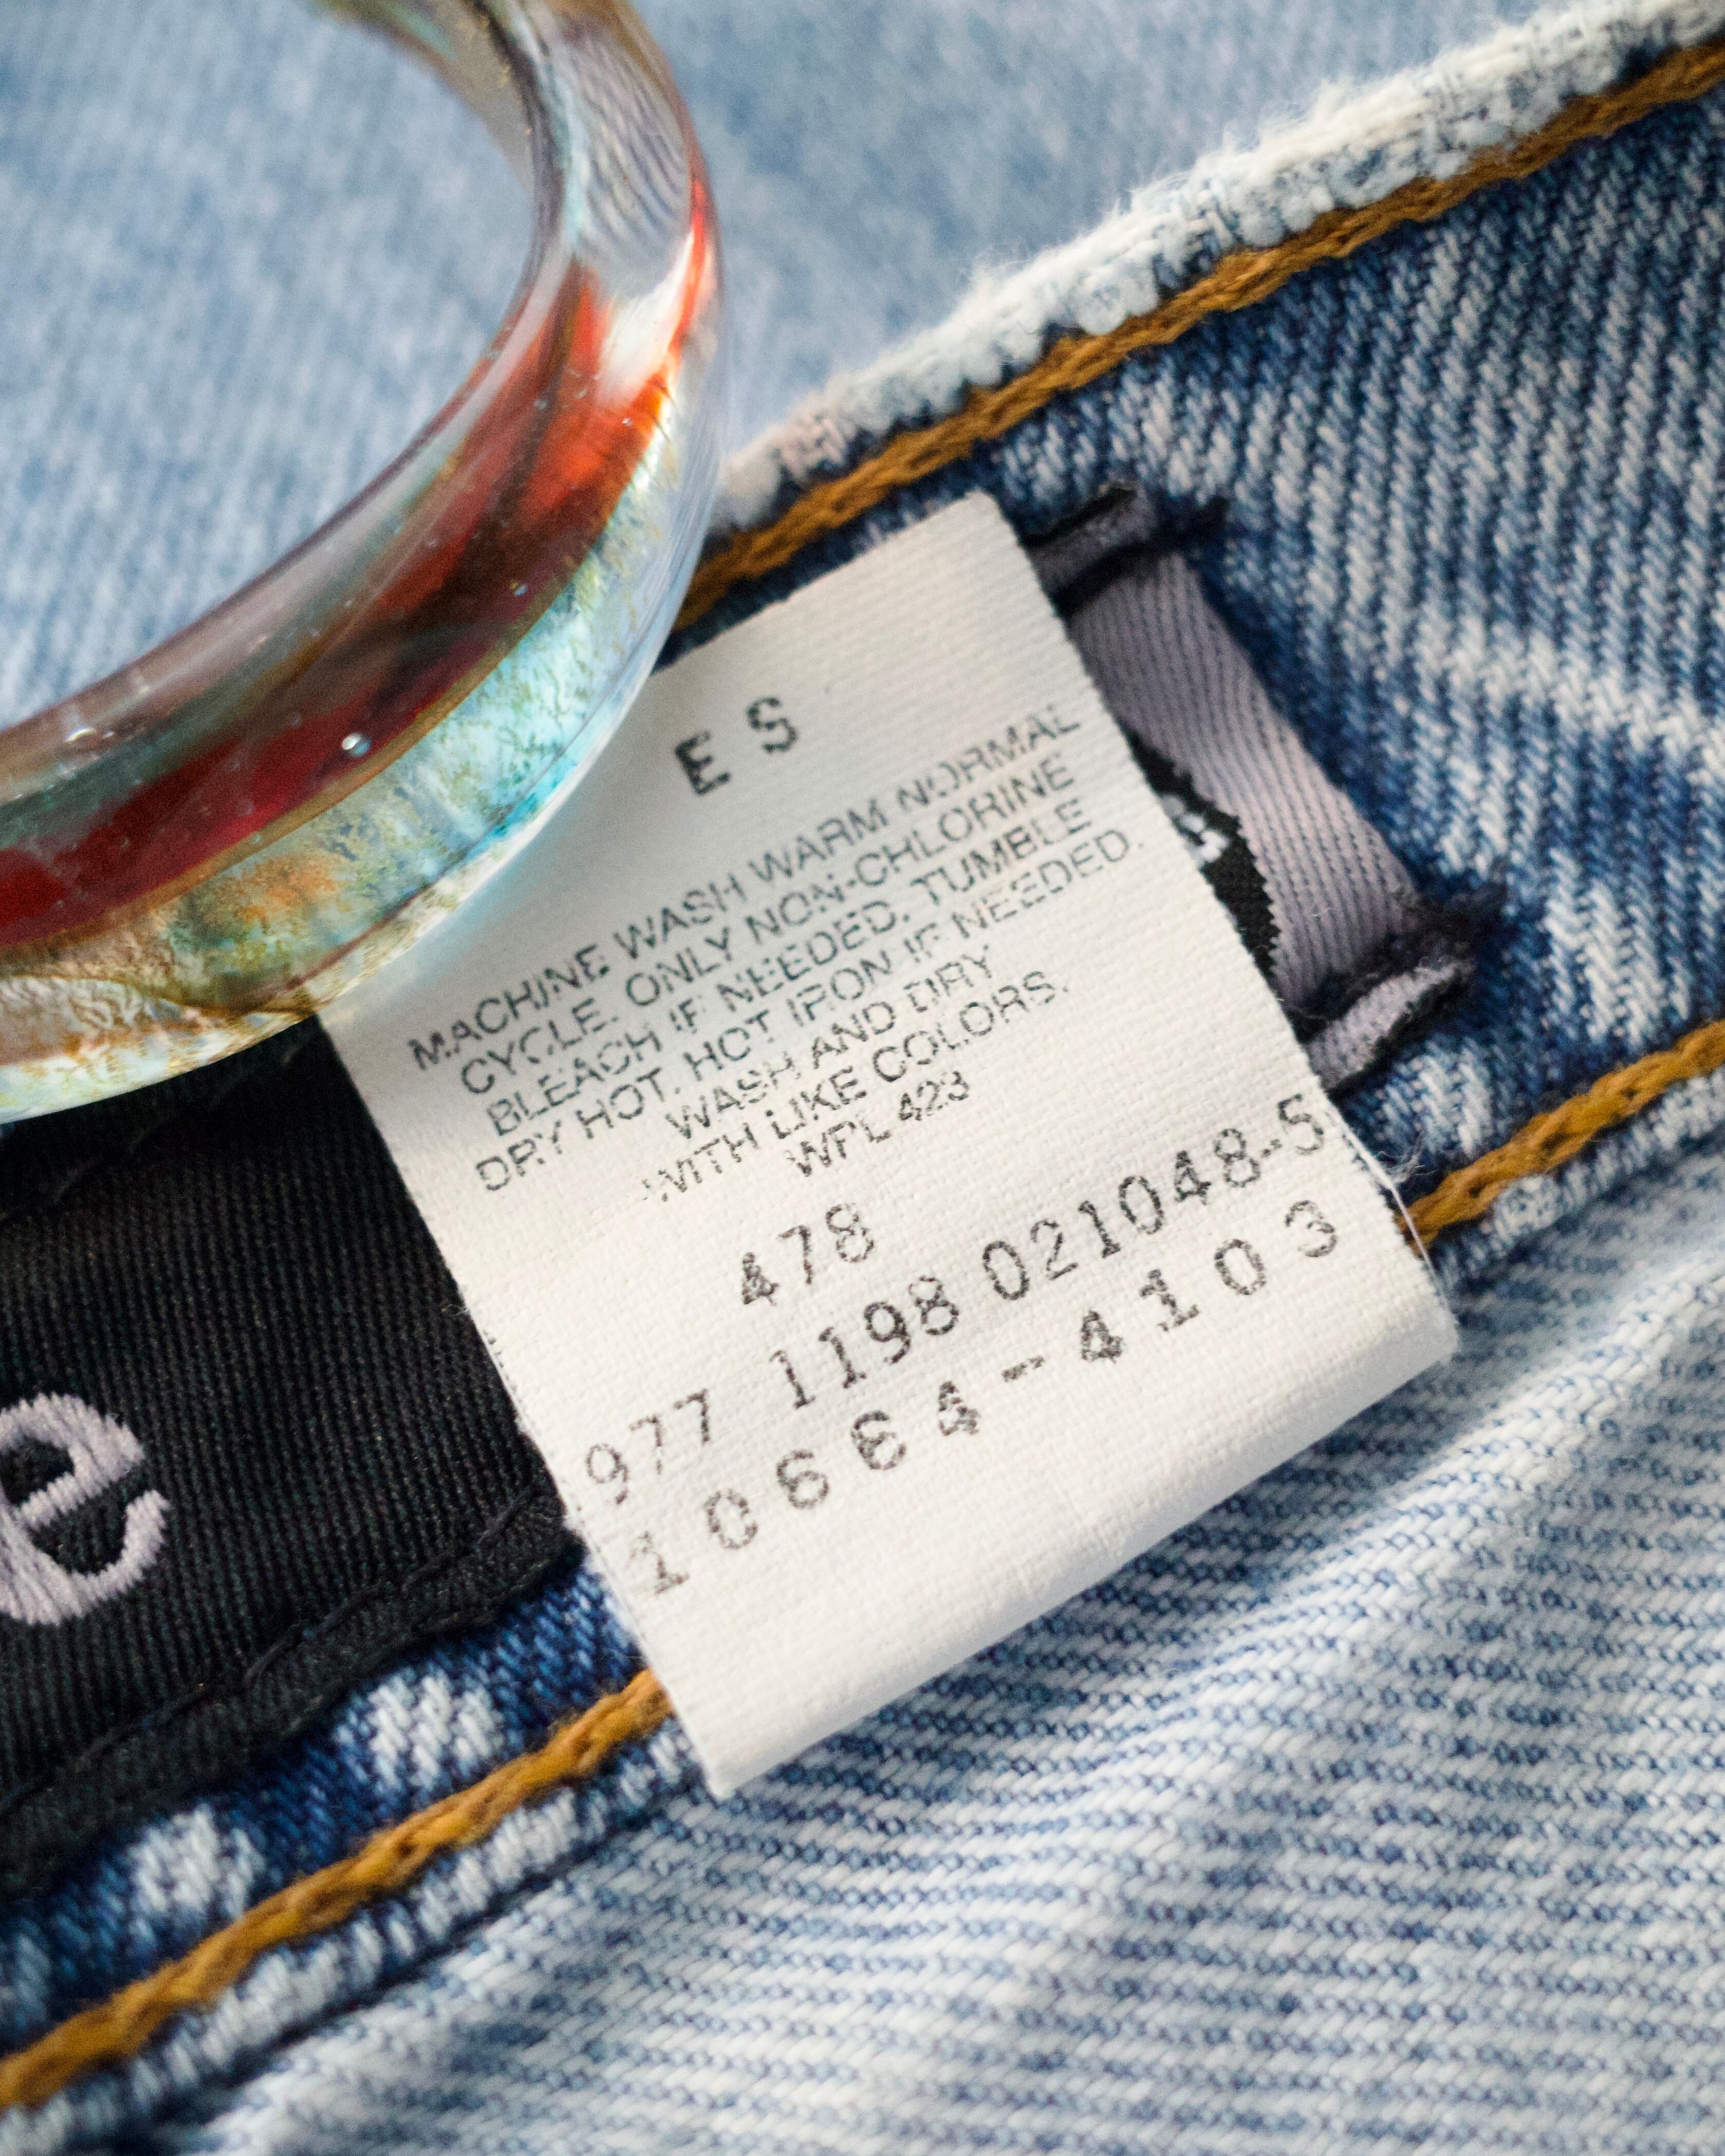 E S
MACHINE WASH WARM NORMAL
CYCLE. ONLY NON-CHLORINE
BLEACH IF NEEDED. TUMBLE
DRY HOT. HOT IRON IF NEEDED.
WASH AND DRY
WITH LIKE COLORS.
WPL 423
478
977 1198 021048-5
10664-4103
e